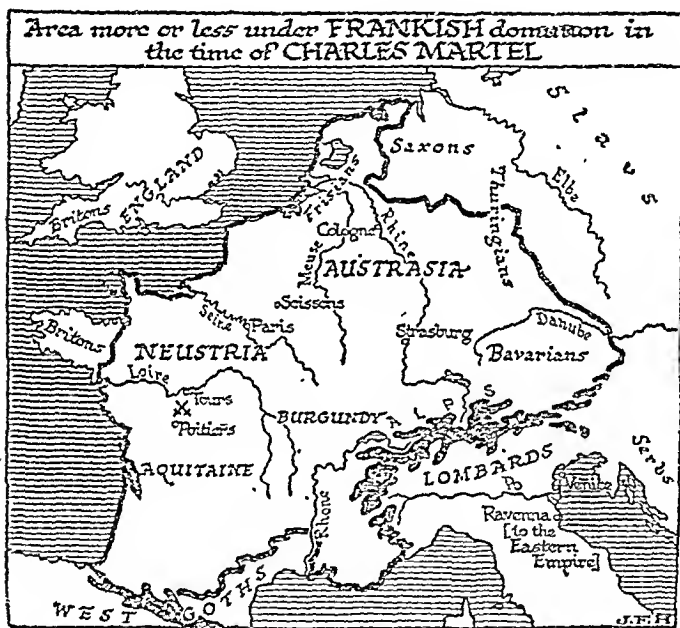 Area more or less under FRANKISH dominion in
the time of CHARLES MARTEL
Slaves
Saxons
Elbe
Thuringians
ENGLAND
Britons
Frisians
Rhine
Cologne
Meuse
AUSTRASIA
Soissons
Seine
Paris
Strasburg
Danube
Bavarians
Britons
NEUSTRIA
Loire
Tours
Poitiers
BURGUNDY
ALPS
AQUITAINE
LOMBARDS
Serbs
Po
Venice
Rhone
Ravenna
[to the
Eastern
Empire]
WEST GOTHS
J.F.H